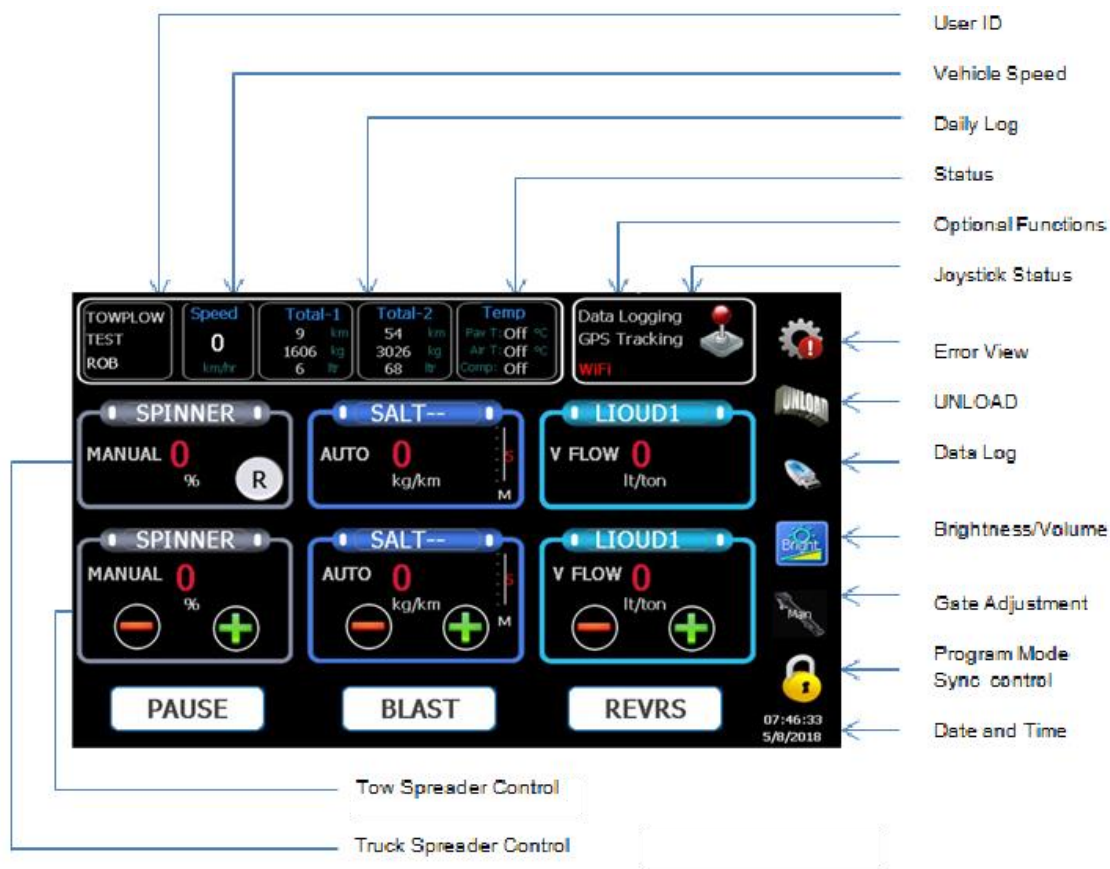 User ID
Vehicle Speed
Daily Log
Status
Optional Functions
Joystick Status
TOWPLOW
TEST
ROB
Speed
0
km/hr
Total-1
9 km
1606 kg
6 ltr
Total-2
54 km
3026 kg
68 ltr
Temp
Pav T: Off °C
Air T: Off °C
Comp: Off
Data Logging
GPS Tracking
WiFi
Error View
UNLOAD
UNLOAD
Data Log
Bright
Brightness/Volume
Man
Gate Adjustment
Program Mode
Sync control
07:46:33
5/8/2018
Date and Time
SPINNER
MANUAL 0
%
R
SALT--
AUTO 0
kg/km
S
M
LIOUD1
V FLOW 0
lt/ton
SPINNER
MANUAL 0
%
SALT--
AUTO 0
kg/km
S
M
LIOUD1
V FLOW 0
lt/ton
PAUSE
BLAST
REVRS
Tow Spreader Control
Truck Spreader Control